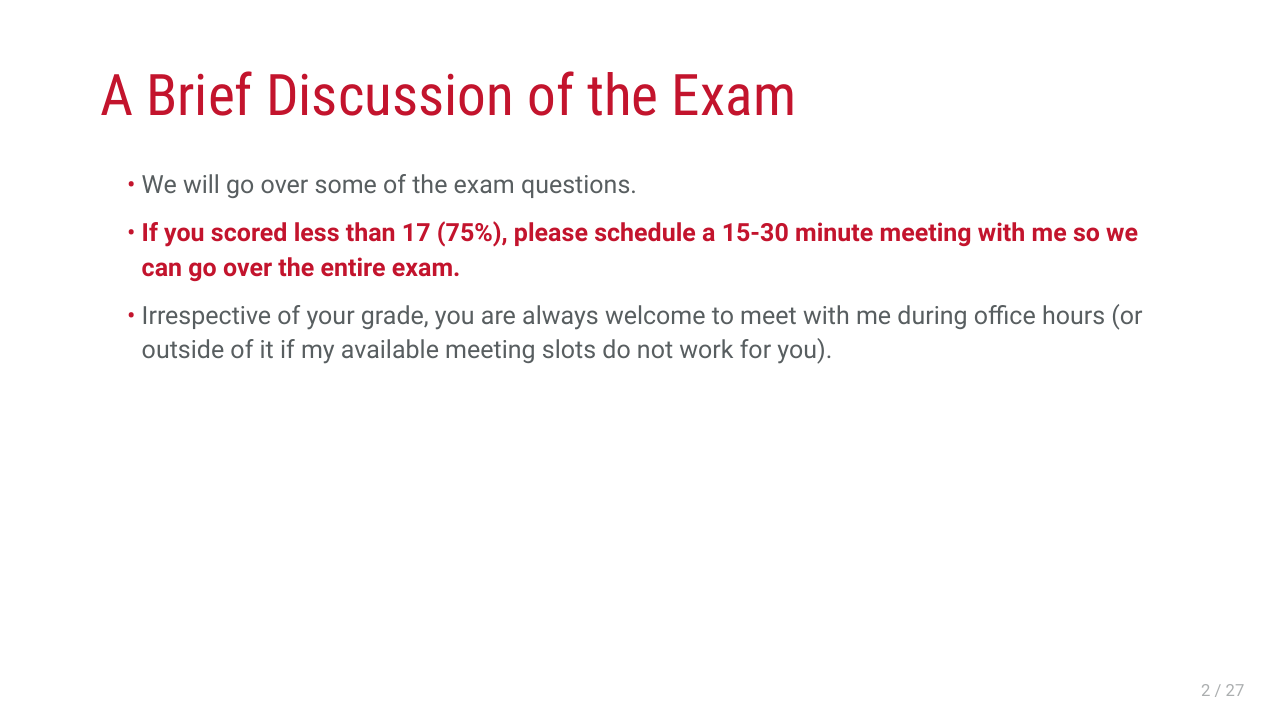 A Brief Discussion of the Exam
• We will go over some of the exam questions.
• If you scored less than 17 (75%), please schedule a 15-30 minute meeting with me so we
can go over the entire exam.
• Irrespective of your grade, you are always welcome to meet with me during office hours (or
outside of it if my available meeting slots do not work for you).
2 / 27